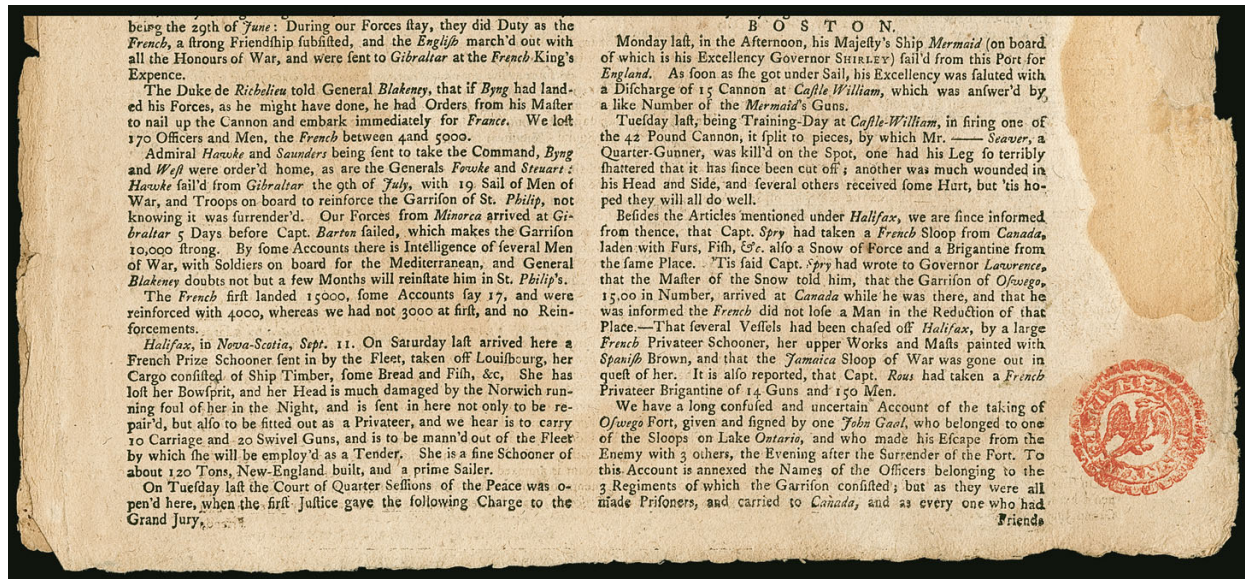 being the 29th of June: During our Forces ſtay, they did Duty as the
French, a ſtrong Friendſhip ſubſiſted, and the Engliſh march'd out with
all the Honours of War, and were ſent to Gibraltar at the French King's
Expence.
The Duke de Richelieu told General Blakeney, that if Byng had land-
ed his Forces, as he might have done, he had Orders from his Maſter
to nail up the Cannon and embark immediately for France. We loſt
170 Officers and Men, the French between 4and 5000.
Admiral Hawke and Saunders being ſent to take the Command, Byng
and Weſt were order'd home, as are the Generals Fowke and Steuart:
Hawke ſail'd from Gibraltar the 9th of July, with 19 Sail of Men of
War, and Troops on board to reinforce the Garriſon of St. Philip, not
knowing it was ſurrender'd. Our Forces from Minorca arrived at Gi-
braltar 5 Days before Capt. Barton ſailed, which makes the Garriſon
10,000 ſtrong. By ſome Accounts there is Intelligence of ſeveral Men
of War, with Soldiers on board for the Mediterranean, and General
Blakeney doubts not but a few Months will reinſtate him in St. Philip's.
The French firſt landed 15000, ſome Accounts ſay 17, and were
reinforced with 4000, whereas we had not 3000 at firſt, and no Rein-
forcements.
Halifax, in Nova-Scotia, Sept. 11. On Saturday laſt arrived here a
French Prize Schooner ſent in by the Fleet, taken off Louiſbourg, her
Cargo conſiſted of Ship Timber, ſome Bread and Fiſh, &c, She has
loſt her Bowſprit, and her Head is much damaged by the Norwich run-
ning foul of her in the Night, and is ſent in here not only to be re-
pair'd, but alſo to be fitted out as a Privateer, and we hear is to carry
10 Carriage and 20 Swivel Guns, and is to be mann'd out of the Fleet
by which ſhe will be employ'd as a Tender. She is a fine Schooner of
about 120 Tons, New-England built, and a prime Sailer.
On Tueſday laſt the Court of Quarter Seſſions of the Peace was o-
pen'd here, when the firſt Juſtice gave the following Charge to the
Grand Jury,
BOSTON.
Monday laſt, in the Afternoon, his Majeſty's Ship Mermaid (on board
of which is his Excellency Governor SHIRLEY) ſail'd from this Port for
England. As ſoon as ſhe got under Sail, his Excellency was ſaluted with
a Diſcharge of 15 Cannon at Caſtle William, which was anſwer'd by
a like Number of the Mermaid's Guns.
Tueſday laſt, being Training-Day at Caſtle-William, in firing one of
the 42 Pound Cannon, it ſplit to pieces, by which Mr. —— Seaver, a
Quarter-Gunner, was kill'd on the Spot, one had his Leg ſo terribly
ſhattered that it has ſince been cut off; another was much wounded in
his Head and Side, and ſeveral others received ſome Hurt, but 'tis ho-
ped they will all do well.
Beſides the Articles mentioned under Halifax, we are ſince informed
from thence, that Capt. Spry had taken a French Sloop from Canada,
laden with Furs, Fiſh, &c. alſo a Snow of Force and a Brigantine from
the ſame Place. 'Tis ſaid Capt. Spry had wrote to Governor Lawrence,
that the Maſter of the Snow told him, that the Garriſon of Oſwego,
15,00 in Number, arrived at Canada while he was there, and that he
was informed the French did not loſe a Man in the Reduction of that
Place.—That ſeveral Veſſels had been chaſed off Halifax, by a large
French Privateer Schooner, her upper Works and Maſts painted with
Spaniſh Brown, and that the Jamaica Sloop of War was gone out in
queſt of her. It is alſo reported, that Capt. Rous had taken a French
Privateer Brigantine of 14 Guns and 150 Men.
We have a long confuſed and uncertain Account of the taking of
Oſwego Fort, given and ſigned by one John Gaal, who belonged to one
of the Sloops on Lake Ontario, and who made his Eſcape from the
Enemy with 3 others, the Evening after the Surrender of the Fort. To
this Account is annexed the Names of the Officers belonging to the
3 Regiments of which the Garriſon conſiſted; but as they were all
made Priſoners, and carried to Canada, and as every one who had
Friends